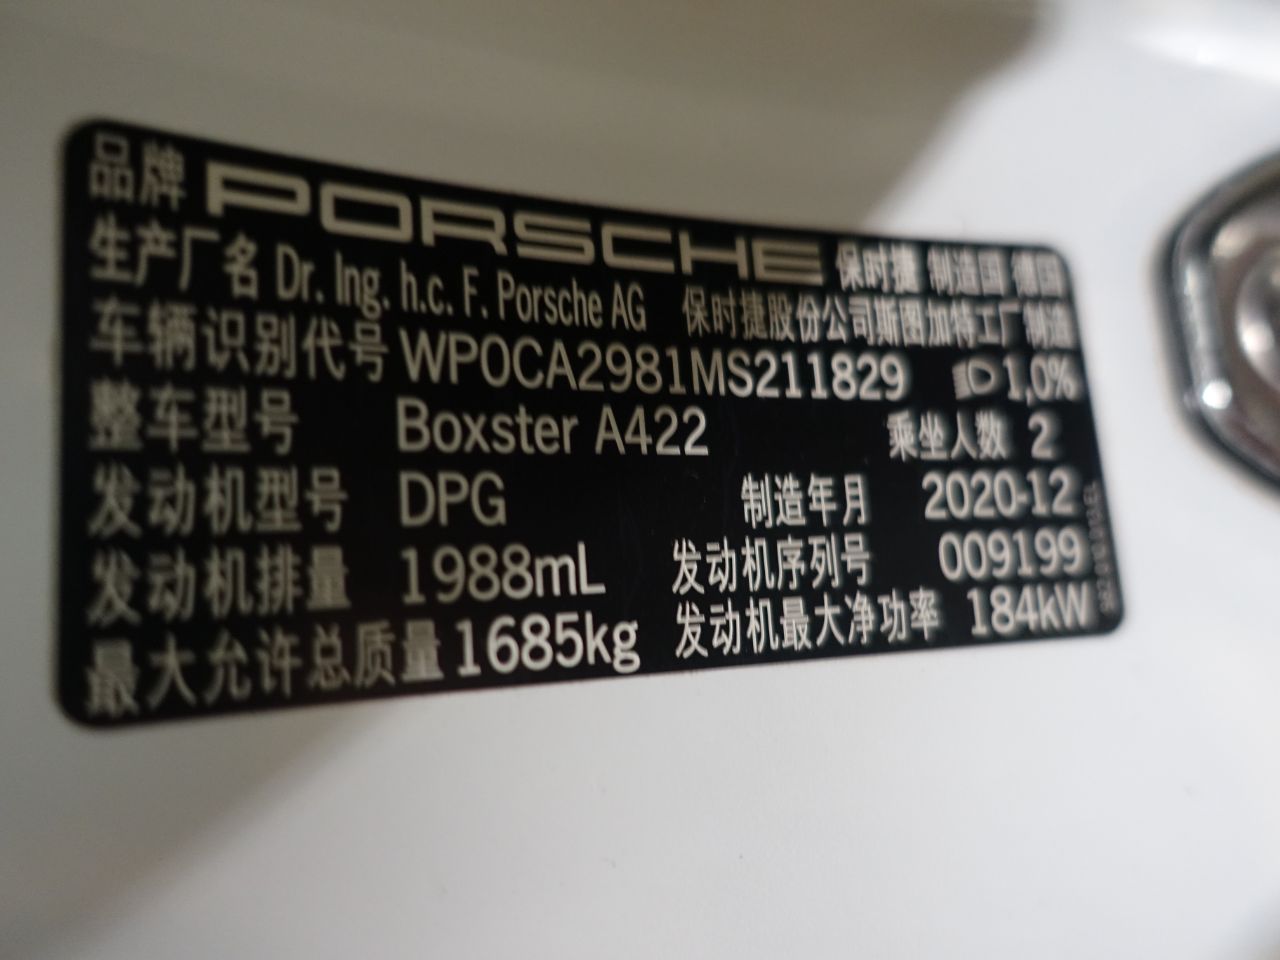 品牌 PORSCHE 保时捷 制造国 德国
生产厂名 Dr. Ing. h.c. F. Porsche AG 保时捷股份公司斯图加特工厂制造
车辆识别代号 WP0CA2981MS211829 1,0%
整车型号 Boxster A422 乘坐人数 2
发动机型号 DPG 制造年月 2020-12
发动机排量 1988mL 发动机序列号 009199
最大允许总质量 1685kg 发动机最大净功率 184kW